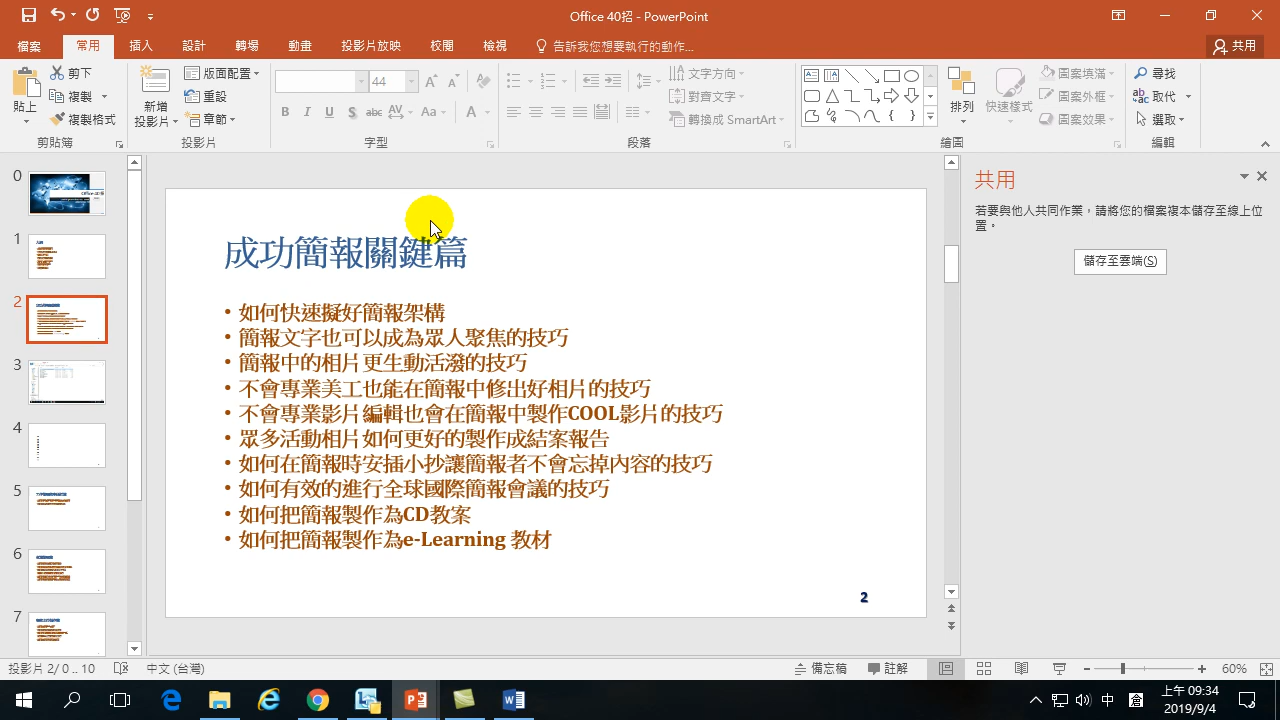 Office 40招 - PowerPoint
檔案 常用 插入 設計 轉場 動畫 投影片放映 校閱 檢視 告訴我您想要執行的動作... 共用
剪下
複製
複製格式
貼上
剪貼簿
新增
投影片
版面配置
重設
章節
投影片
44
B I U S abc AV Aa A
字型
文字方向
對齊文字
轉換成 SmartArt
段落
排列
快速樣式
圖案填滿
圖案外框
圖案效果
繪圖
尋找
取代
選取
編輯
0
1
2
3
4
5
6
7
成功簡報關鍵篇
• 如何快速擬好簡報架構
• 簡報文字也可以成為眾人聚焦的技巧
• 簡報中的相片更生動活潑的技巧
• 不會專業美工也能在簡報中修出好相片的技巧
• 不會專業影片編輯也會在簡報中製作COOL影片的技巧
• 眾多活動相片如何更好的製作成結案報告
• 如何在簡報時安插小抄讓簡報者不會忘掉內容的技巧
• 如何有效的進行全球國際簡報會議的技巧
• 如何把簡報製作為CD教案
• 如何把簡報製作為e-Learning 教材
2
共用
若要與他人共同作業，請將您的檔案複本儲存至線上位
置。
儲存至雲端(S)
投影片 2/ 0 .. 10 中文 (台灣) 備忘稿 註解 60%
中 上午 09:34
2019/9/4